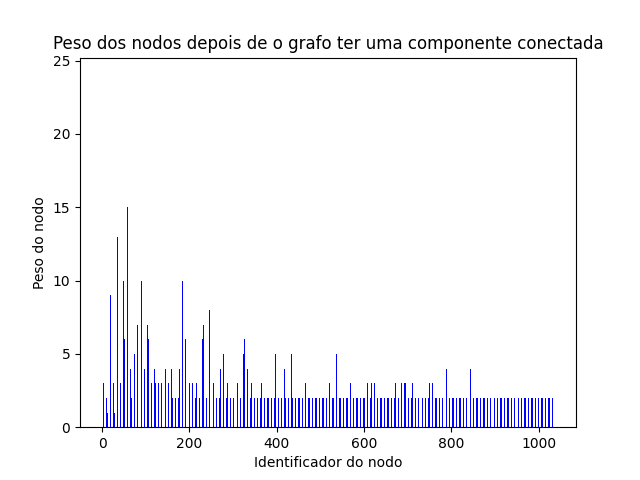 Peso dos nodos depois de o grafo ter uma componente conectada
25
20
15
10
5
0
Peso do nodo
0 200 400 600 800 1000
Identificador do nodo